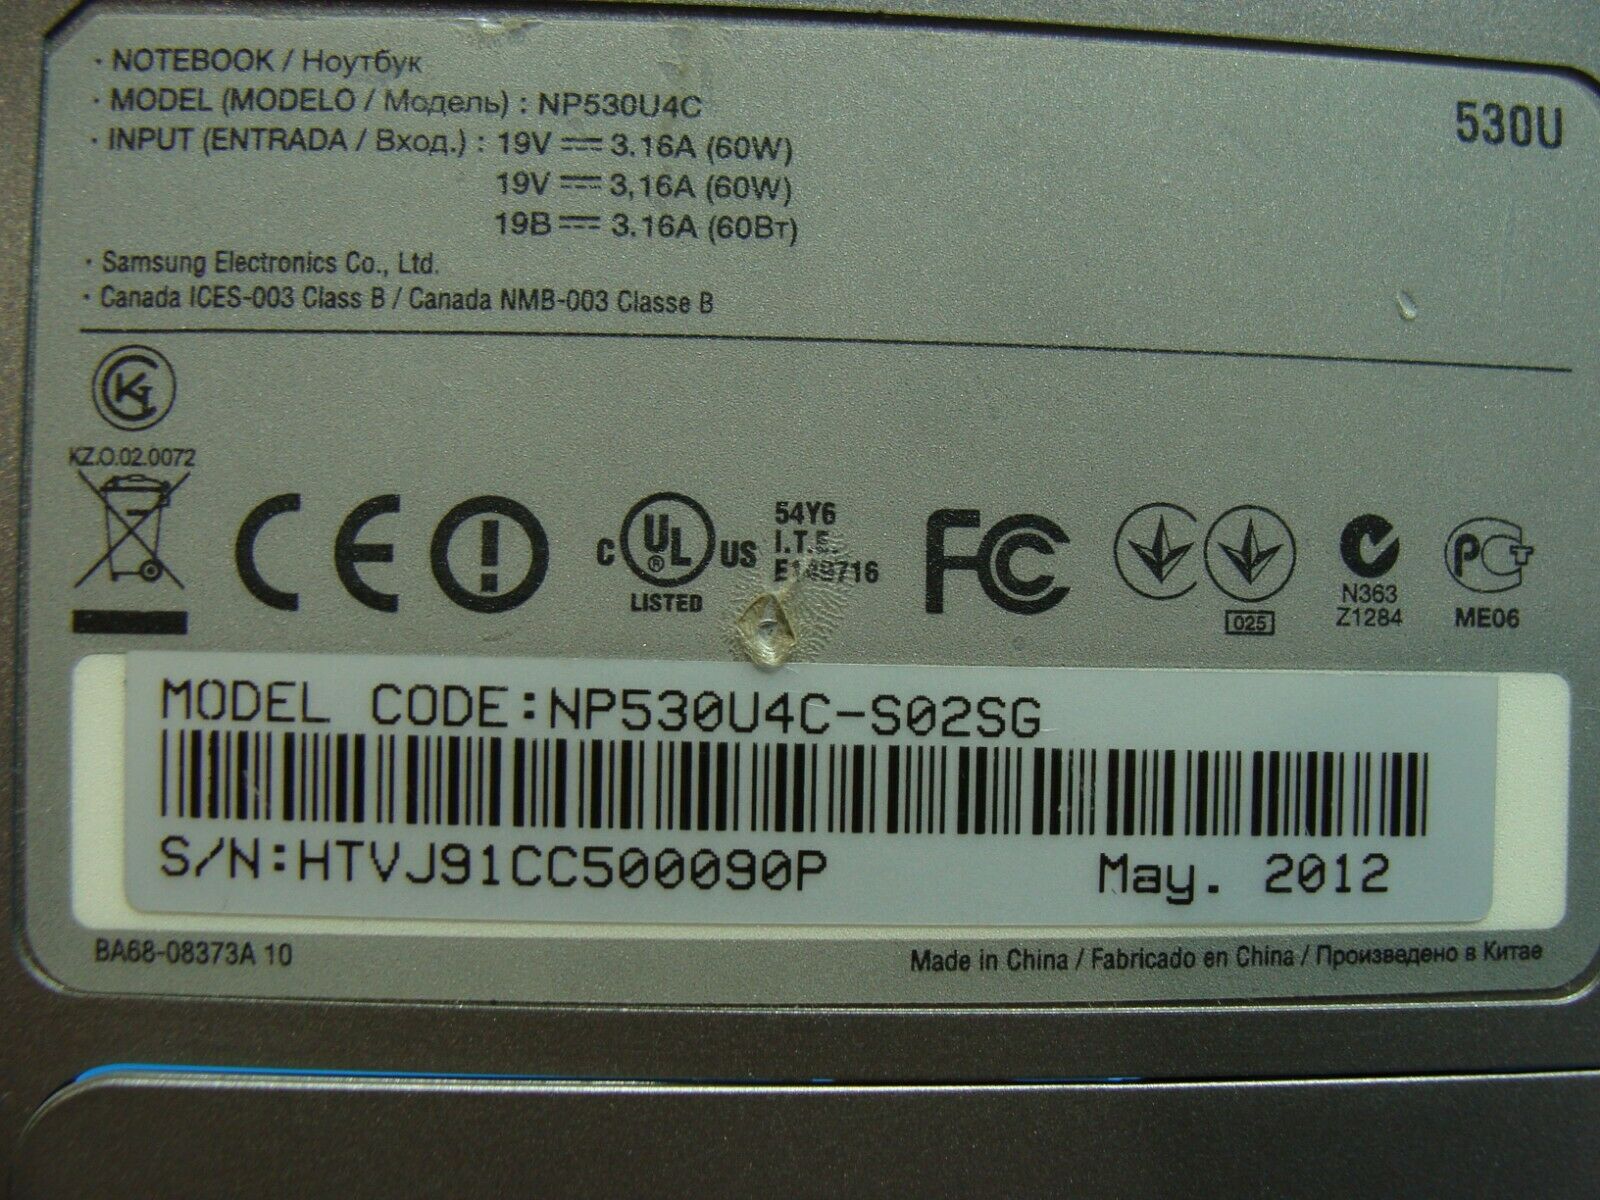 · NOTEBOOK / Ноутбук
· MODEL (MODELO / Модель) : NP530U4C
530U
· INPUT (ENTRADA / Вход.) : 19V ⎓ 3.16A (60W)
19V ⎓ 3,16A (60W)
19В ⎓ 3.16A (60Вт)
· Samsung Electronics Co., Ltd.
· Canada ICES-003 Class B / Canada NMB-003 Classe B
KZ.O.02.0072
CE
C UL ® US
LISTED
54Y6
I.T.E.
FC
025
N363
Z1284
PCT
ME06
MODEL CODE:NP530U4C-S02SG
S/N:HTVJ91CC500090P May. 2012
BA68-08373A 10
Made in China / Fabricado en China / Произведено в Китае